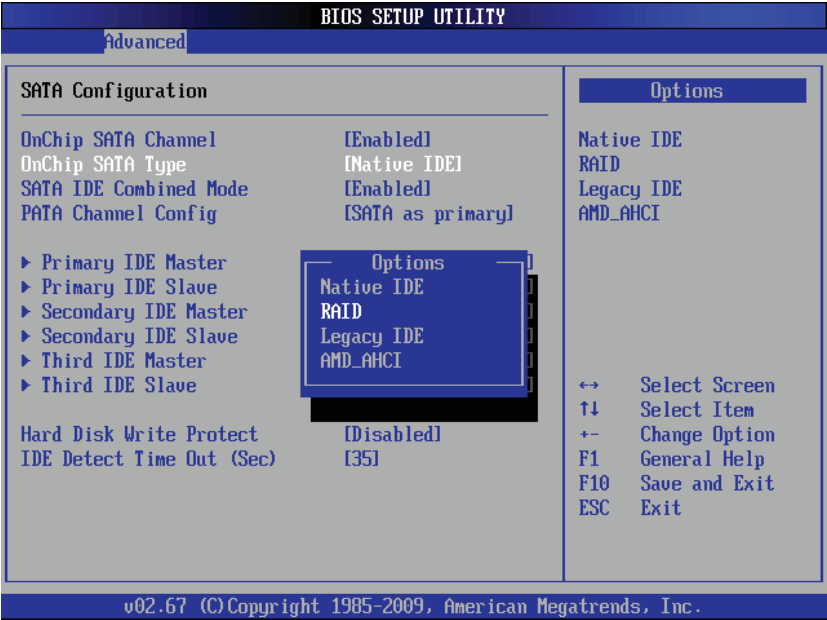 BIOS SETUP UTILITY
Advanced
SATA Configuration
OnChip SATA Channel [Enabled]
OnChip SATA Type [Native IDE]
SATA IDE Combined Mode [Enabled]
PATA Channel Config [SATA as primary]
▶ Primary IDE Master ]
▶ Primary IDE Slave ]
▶ Secondary IDE Master ]
▶ Secondary IDE Slave ]
▶ Third IDE Master ]
▶ Third IDE Slave ]
Hard Disk Write Protect [Disabled]
IDE Detect Time Out (Sec) [35]
Options
Native IDE
RAID
Legacy IDE
AMD_AHCI
Options
Native IDE
RAID
Legacy IDE
AMD_AHCI
↔ Select Screen
↑↓ Select Item
+- Change Option
F1 General Help
F10 Save and Exit
ESC Exit
v02.67 (C)Copyright 1985-2009, American Megatrends, Inc.